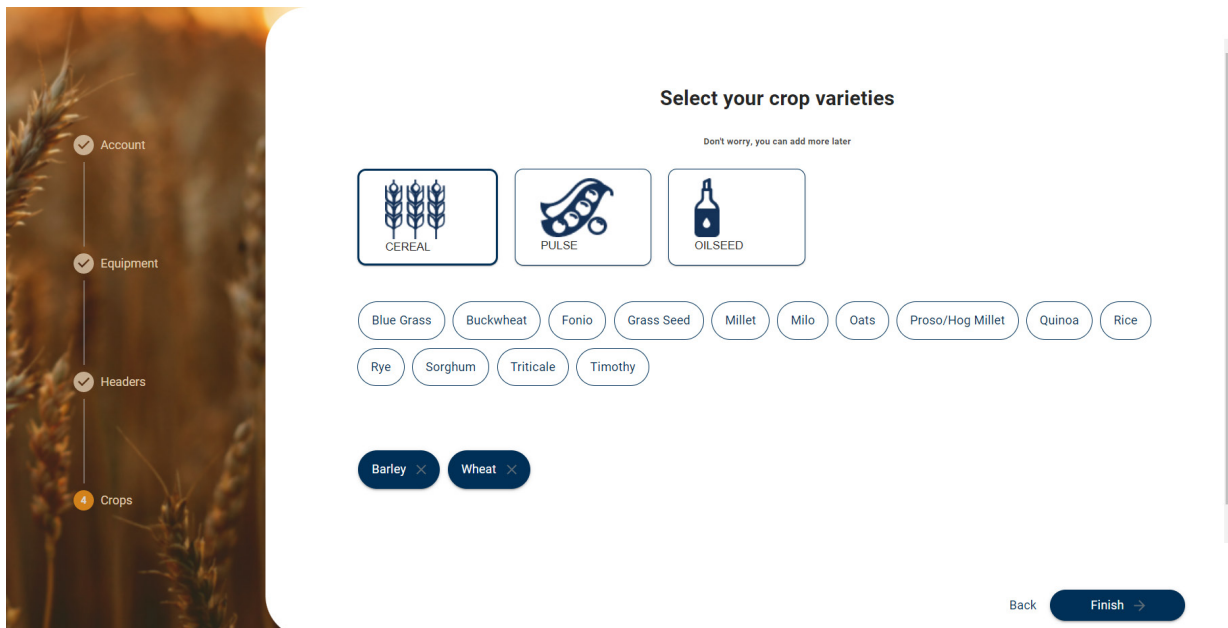 Select your crop varieties
Don't worry, you can add more later
Account
Equipment
Headers
4 Crops
CEREAL PULSE OILSEED
Blue Grass Buckwheat Fonio Grass Seed Millet Milo Oats Proso/Hog Millet Quinoa Rice
Rye Sorghum Triticale Timothy
Barley Wheat
Back Finish